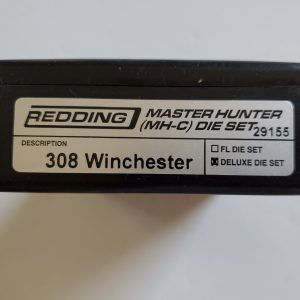 REDDING MASTER HUNTER
(MH-C) DIE SET 29155
DESCRIPTION
308 Winchester
FL DIE SET
DELUXE DIE SET